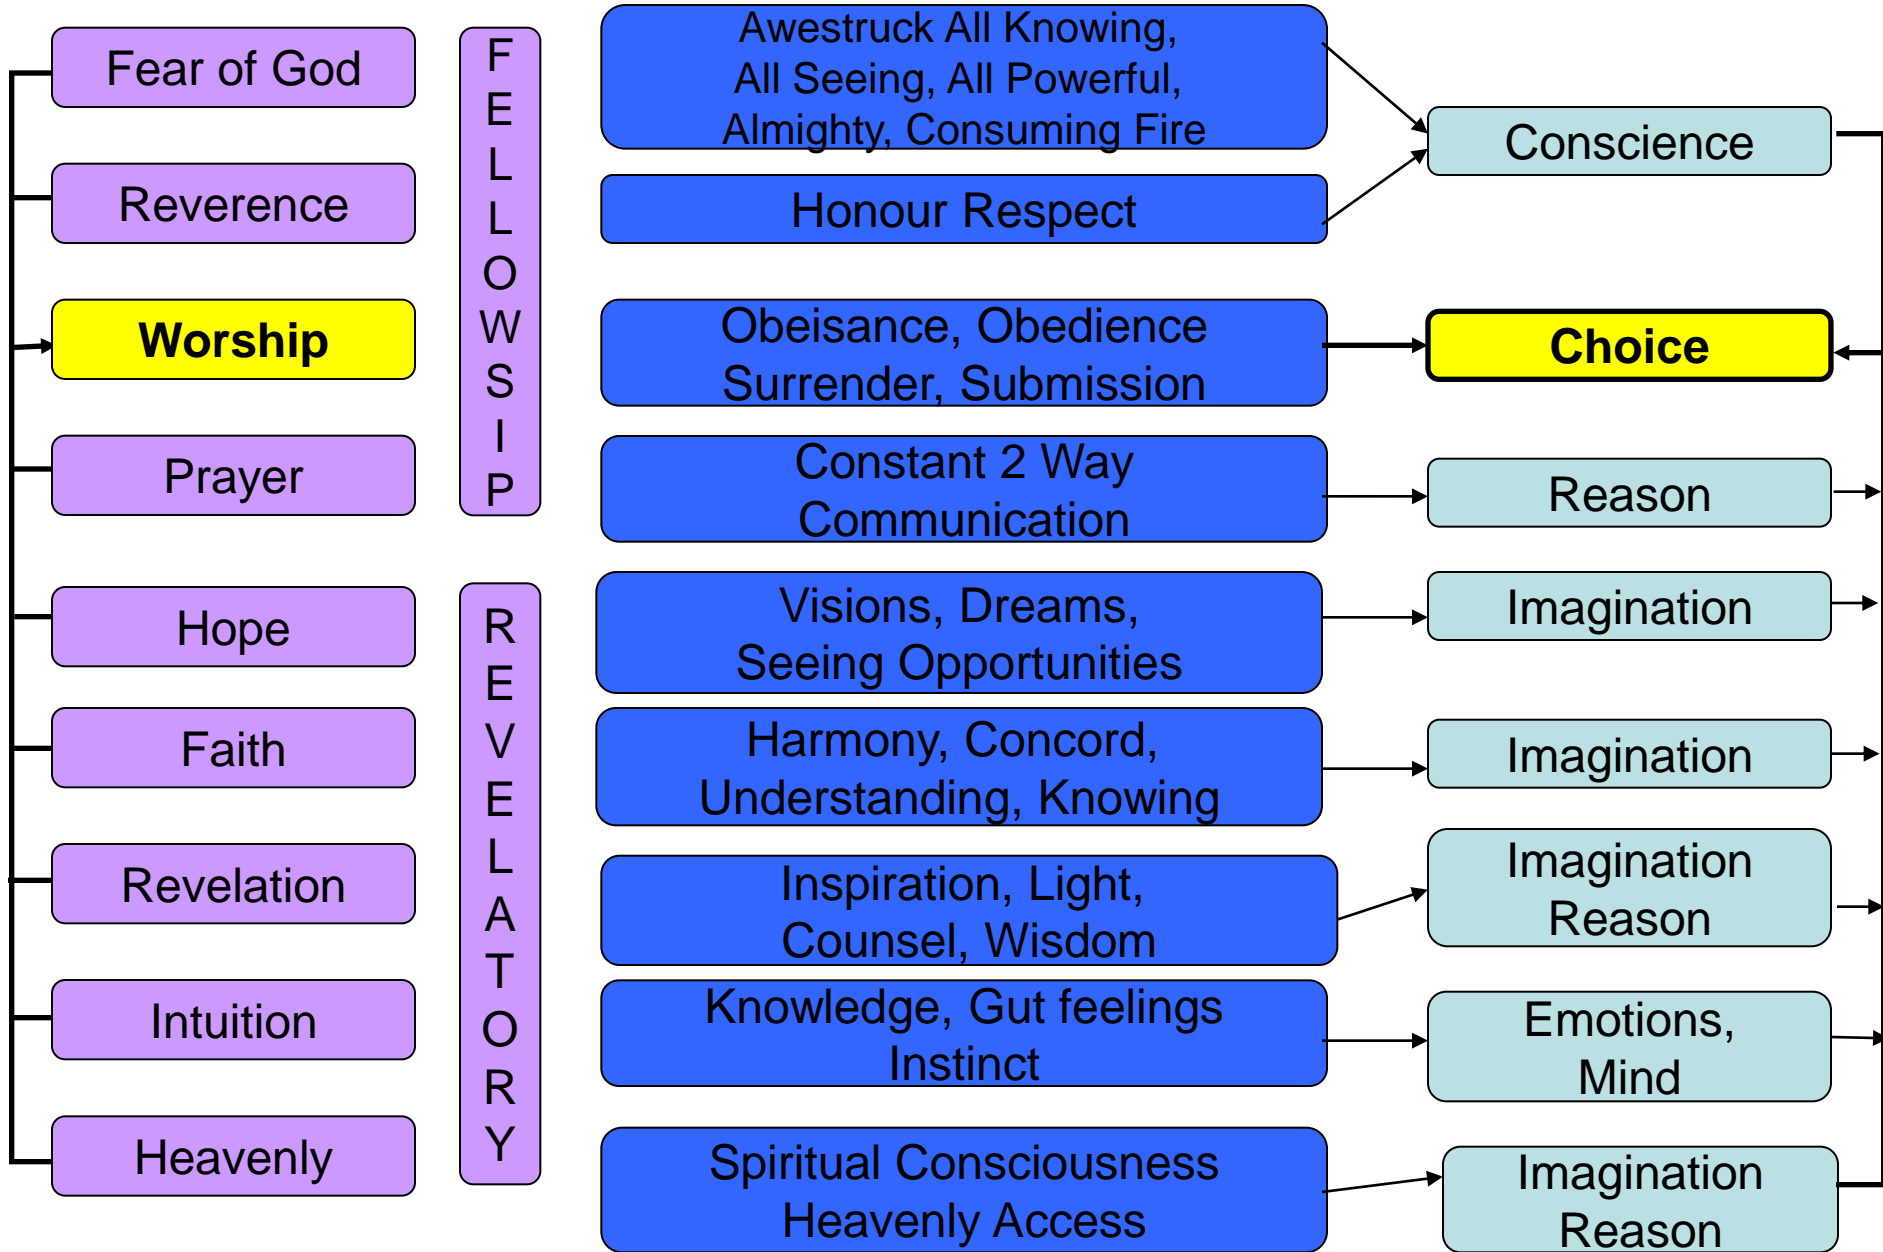 Fear of God
Reverence
Worship
Prayer
Hope
Faith
Revelation
Intuition
Heavenly
F
E
L
L
O
W
S
I
P
R
E
V
E
L
A
T
O
R
Y
Awestruck All Knowing,
All Seeing, All Powerful,
Almighty, Consuming Fire
Honour Respect
Obeisance, Obedience
Surrender, Submission
Constant 2 Way
Communication
Visions, Dreams,
Seeing Opportunities
Harmony, Concord,
Understanding, Knowing
Inspiration, Light,
Counsel, Wisdom
Knowledge, Gut feelings
Instinct
Spiritual Consciousness
Heavenly Access
Conscience
Choice
Reason
Imagination
Imagination
Imagination
Reason
Emotions,
Mind
Imagination
Reason